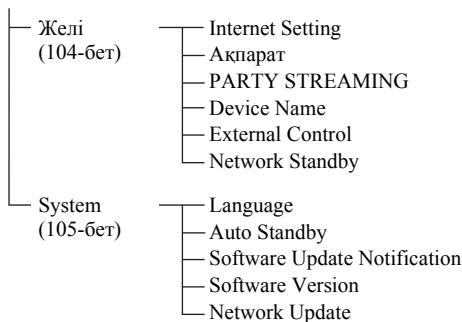 Желі
(104-бет)
Internet Setting
Ақпарат
PARTY STREAMING
Device Name
External Control
Network Standby
System
(105-бет)
Language
Auto Standby
Software Update Notification
Software Version
Network Update